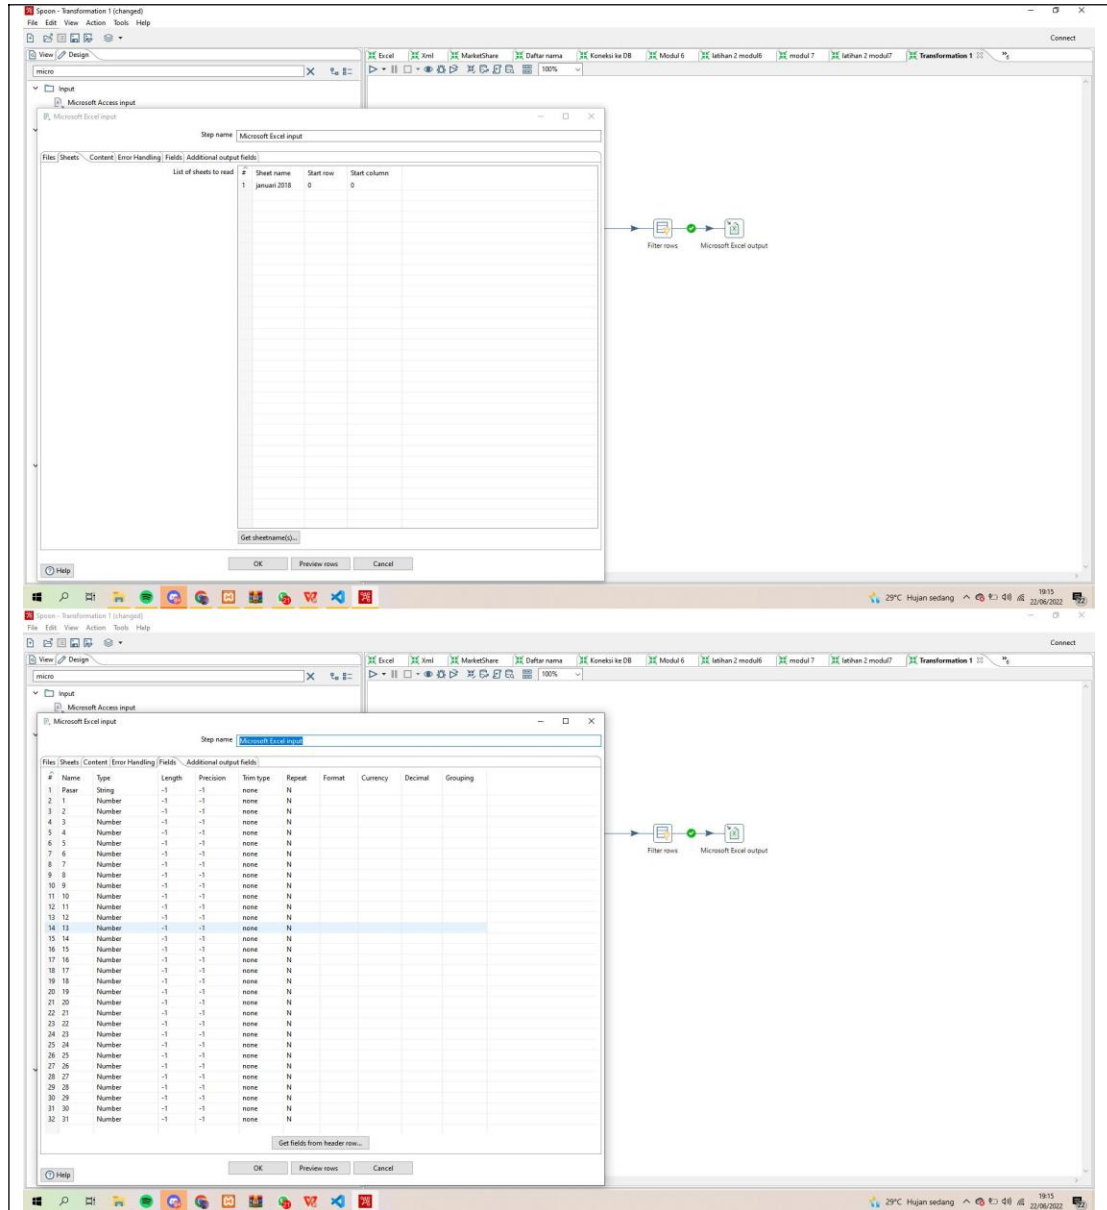 Spoon - Transformation 1 (changed)
File Edit View Action Tools Help
Connect
View Design
Excel Xml MarketShare Daftar nama Koneksi ke DB Modul 6 latihan 2 modul6 modul 7 latihan 2 modul7 Transformation 1
micro
100%
Input
Microsoft Access input
Microsoft Excel input
Step name Microsoft Excel input
Files Sheets Content Error Handling Fields Additional output fields
List of sheets to read # Sheet name Start row Start column
1 januari 2018 0 0
Filter rows Microsoft Excel output
Get sheetname(s)...
OK Preview rows Cancel
Help
29°C Hujan sedang 19:15
22/06/2022
Spoon - Transformation 1 (changed)
File Edit View Action Tools Help
Connect
View Design
Excel Xml MarketShare Daftar nama Koneksi ke DB Modul 6 latihan 2 modul6 modul 7 latihan 2 modul7 Transformation 1
micro
100%
Input
Microsoft Access input
Microsoft Excel input
Step name Microsoft Excel input
Files Sheets Content Error Handling Fields Additional output fields
# Name Type Length Precision Trim type Repeat Format Currency Decimal Grouping
1 Pasar String -1 -1 none N
2 1 Number -1 -1 none N
3 2 Number -1 -1 none N
4 3 Number -1 -1 none N
5 4 Number -1 -1 none N
6 5 Number -1 -1 none N
7 6 Number -1 -1 none N
8 7 Number -1 -1 none N
9 8 Number -1 -1 none N
10 9 Number -1 -1 none N
11 10 Number -1 -1 none N
12 11 Number -1 -1 none N
13 12 Number -1 -1 none N
14 13 Number -1 -1 none N
15 14 Number -1 -1 none N
16 15 Number -1 -1 none N
17 16 Number -1 -1 none N
18 17 Number -1 -1 none N
19 18 Number -1 -1 none N
20 19 Number -1 -1 none N
21 20 Number -1 -1 none N
22 21 Number -1 -1 none N
23 22 Number -1 -1 none N
24 23 Number -1 -1 none N
25 24 Number -1 -1 none N
26 25 Number -1 -1 none N
27 26 Number -1 -1 none N
28 27 Number -1 -1 none N
29 28 Number -1 -1 none N
30 29 Number -1 -1 none N
31 30 Number -1 -1 none N
32 31 Number -1 -1 none N
Filter rows Microsoft Excel output
Get fields from header row...
OK Preview rows Cancel
Help
29°C Hujan sedang 19:15
22/06/2022